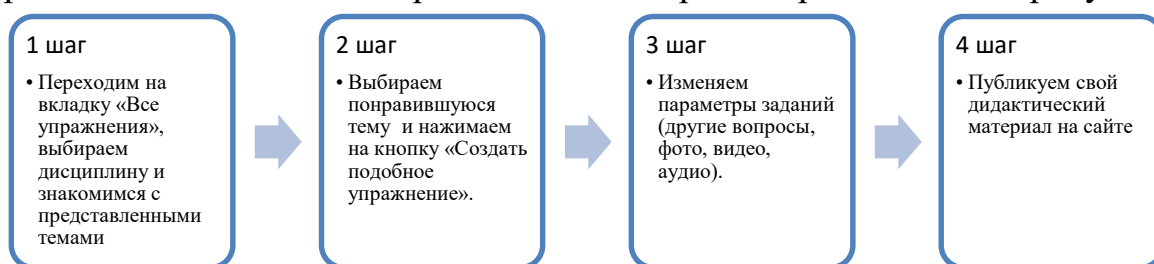 1 шаг
• Переходим на
вкладку «Все
упражнения»,
выбираем
дисциплину и
знакомимся с
представленными
темами
2 шаг
• Выбираем
понравившуюся
тему и нажимаем
на кнопку «Создать
подобное
упражнение».
3 шаг
• Изменяем
параметры заданий
(другие вопросы,
фото, видео,
аудио).
4 шаг
• Публикуем свой
дидактический
материал на сайте